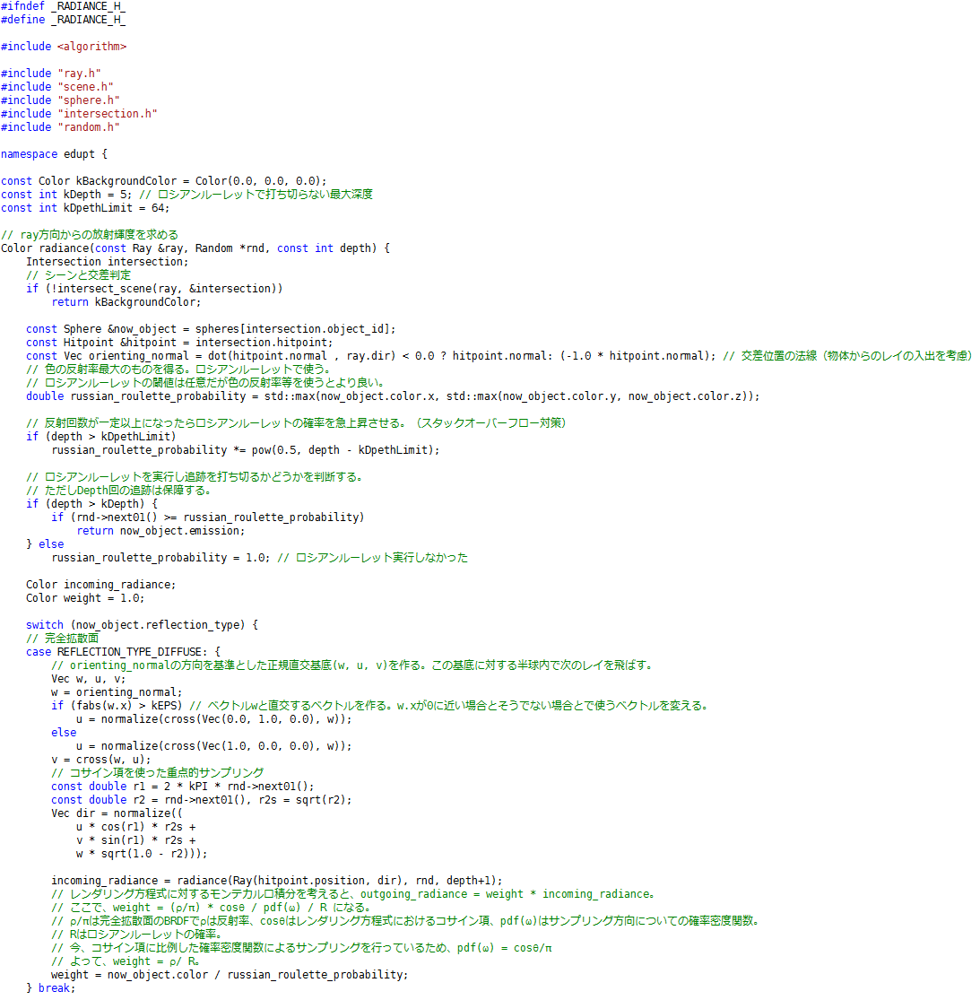 #ifndef _RADIANCE_H_
#define _RADIANCE_H_
#include <algorithm>
#include "ray.h"
#include "scene.h"
#include "sphere.h"
#include "intersection.h"
#include "random.h"
namespace edupt {
const Color kBackgroundColor = Color(0.0, 0.0, 0.0);
const int kDepth = 5; // ロシアンルーレットで打ち切らない最大深度
const int kDpethLimit = 64;
// ray方向からの放射輝度を求める
Color radiance(const Ray &ray, Random *rnd, const int depth) {
    Intersection intersection;
    // シーンと交差判定
    if (!intersect_scene(ray, &intersection))
        return kBackgroundColor;
    const Sphere &now_object = spheres[intersection.object_id];
    const Hitpoint &hitpoint = intersection.hitpoint;
    const Vec orienting_normal = dot(hitpoint.normal , ray.dir) < 0.0 ? hitpoint.normal: (-1.0 * hitpoint.normal); // 交差位置の法線（物体からのレイの入出を考慮）
    // 色の反射率最大のものを得る。ロシアンルーレットで使う。
    // ロシアンルーレットの閾値は任意だが色の反射率等を使うとより良い。
    double russian_roulette_probability = std::max(now_object.color.x, std::max(now_object.color.y, now_object.color.z));
    // 反射回数が一定以上になったらロシアンルーレットの確率を急上昇させる。（スタックオーバーフロー対策）
    if (depth > kDpethLimit)
        russian_roulette_probability *= pow(0.5, depth - kDpethLimit);
    // ロシアンルーレットを実行し追跡を打ち切るかどうかを判断する。
    // ただしDepth回の追跡は保障する。
    if (depth > kDepth) {
        if (rnd->next01() >= russian_roulette_probability)
            return now_object.emission;
    } else
        russian_roulette_probability = 1.0; // ロシアンルーレット実行しなかった
    Color incoming_radiance;
    Color weight = 1.0;
    switch (now_object.reflection_type) {
    // 完全拡散面
    case REFLECTION_TYPE_DIFFUSE: {
        // orienting_normalの方向を基準とした正規直交基底(w, u, v)を作る。この基底に対する半球内で次のレイを飛ばす。
        Vec w, u, v;
        w = orienting_normal;
        if (fabs(w.x) > kEPS) // ベクトルwと直交するベクトルを作る。w.xが0に近い場合とそうでない場合とで使うベクトルを変える。
            u = normalize(cross(Vec(0.0, 1.0, 0.0), w));
        else
            u = normalize(cross(Vec(1.0, 0.0, 0.0), w));
        v = cross(w, u);
        // コサイン項を使った重点的サンプリング
        const double r1 = 2 * kPI * rnd->next01();
        const double r2 = rnd->next01(), r2s = sqrt(r2);
        Vec dir = normalize((
            u * cos(r1) * r2s +
            v * sin(r1) * r2s +
            w * sqrt(1.0 - r2)));
        incoming_radiance = radiance(Ray(hitpoint.position, dir), rnd, depth+1);
        // レンダリング方程式に対するモンテカルロ積分を考えると、outgoing_radiance = weight * incoming_radiance。
        // ここで、weight = (ρ/π) * cosθ / pdf(ω) / R になる。
        // ρ/πは完全拡散面のBRDFでρは反射率、cosθはレンダリング方程式におけるコサイン項、pdf(ω)はサンプリング方向についての確率密度関数。
        // Rはロシアンルーレットの確率。
        // 今、コサイン項に比例した確率密度関数によるサンプリングを行っているため、pdf(ω) = cosθ/π
        // よって、weight = ρ/ R。
        weight = now_object.color / russian_roulette_probability;
    } break;